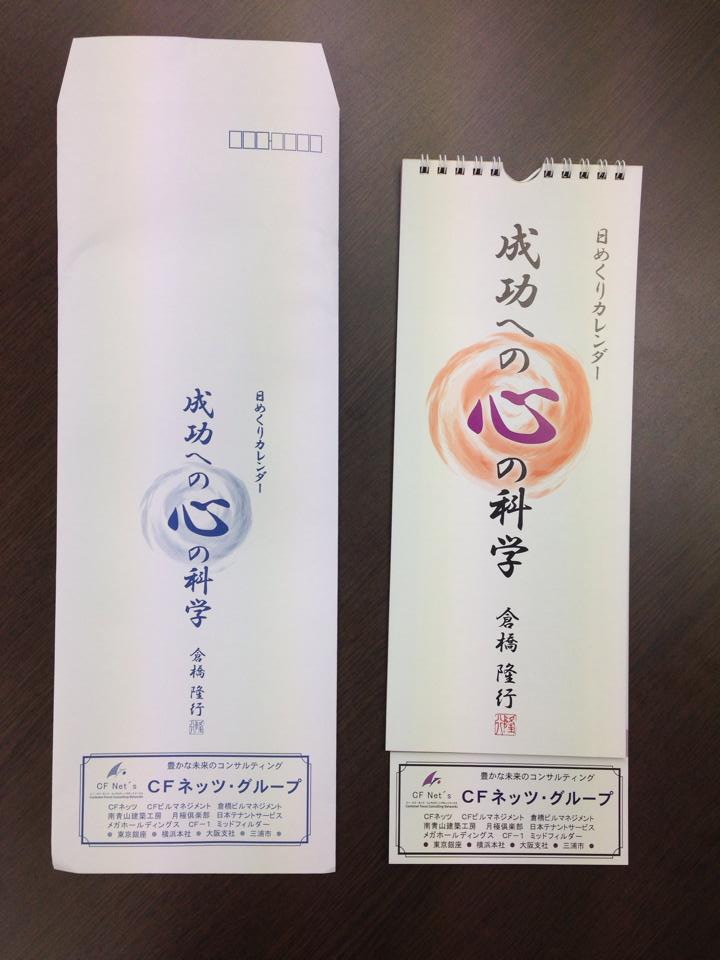 日めくりカレンダー
成功への心の科学
倉橋 隆行
CF Net's
豊かな未来のコンサルティング
CFネッツ・グループ
CFネッツ CFビルマネジメント 倉橋ビルマネジメント
南青山建築工房 月極倶楽部 日本テナントサービス
メガホールディングス CF−1 ミッドフィルダー
● 東京銀座 ● 横浜本社 ● 大阪支社 ● 三浦市 ●
日めくりカレンダー
成功への心の科学
倉橋 隆行
CF Net's
豊かな未来のコンサルティング
CFネッツ・グループ
CFネッツ CFビルマネジメント 倉橋ビルマネジメント
南青山建築工房 月極倶楽部 日本テナントサービス
メガホールディングス CF−1 ミッドフィルダー
● 東京銀座 ● 横浜本社 ● 大阪支社 ● 三浦市 ●